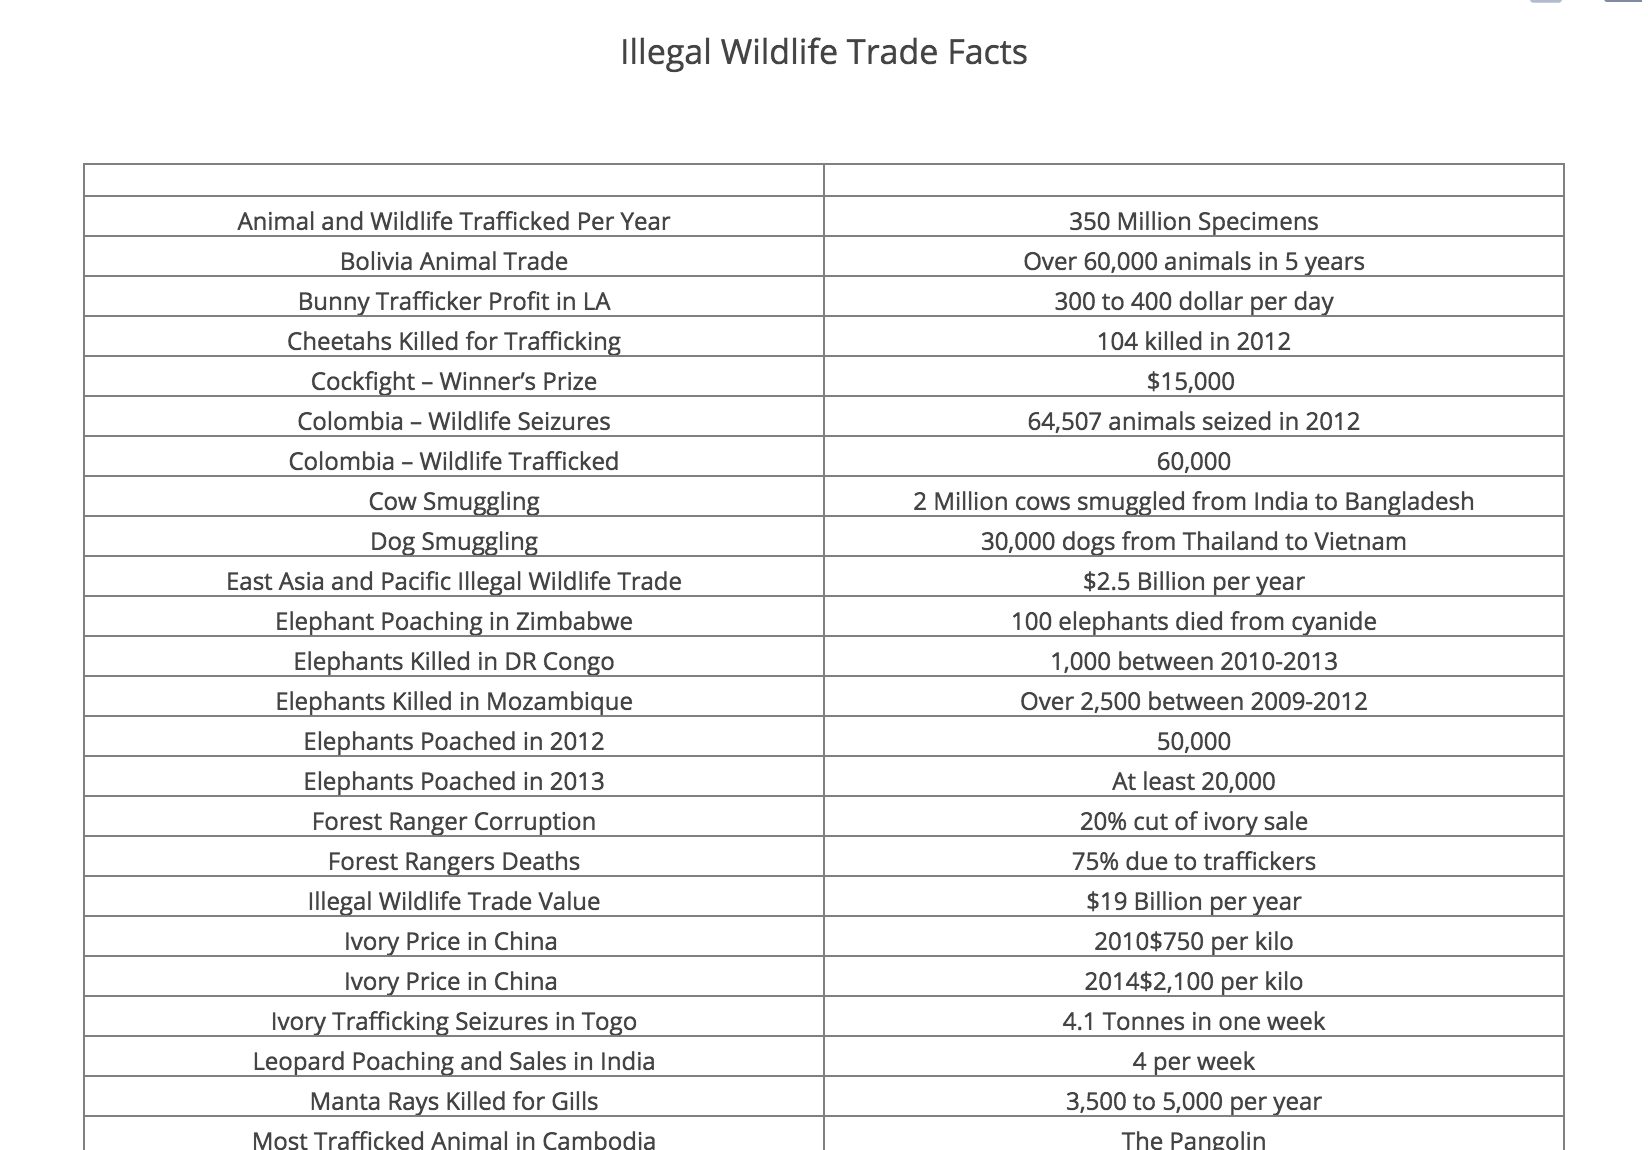 Illegal Wildlife Trade Facts
Animal and Wildlife Trafficked Per Year 350 Million Specimens
Bolivia Animal Trade Over 60,000 animals in 5 years
Bunny Trafficker Profit in LA 300 to 400 dollar per day
Cheetahs Killed for Trafficking 104 killed in 2012
Cockfight – Winner’s Prize $15,000
Colombia – Wildlife Seizures 64,507 animals seized in 2012
Colombia – Wildlife Trafficked 60,000
Cow Smuggling 2 Million cows smuggled from India to Bangladesh
Dog Smuggling 30,000 dogs from Thailand to Vietnam
East Asia and Pacific Illegal Wildlife Trade $2.5 Billion per year
Elephant Poaching in Zimbabwe 100 elephants died from cyanide
Elephants Killed in DR Congo 1,000 between 2010-2013
Elephants Killed in Mozambique Over 2,500 between 2009-2012
Elephants Poached in 2012 50,000
Elephants Poached in 2013 At least 20,000
Forest Ranger Corruption 20% cut of ivory sale
Forest Rangers Deaths 75% due to traffickers
Illegal Wildlife Trade Value $19 Billion per year
Ivory Price in China 2010$750 per kilo
Ivory Price in China 2014$2,100 per kilo
Ivory Trafficking Seizures in Togo 4.1 Tonnes in one week
Leopard Poaching and Sales in India 4 per week
Manta Rays Killed for Gills 3,500 to 5,000 per year
Most Trafficked Animal in Cambodia The Pangolin